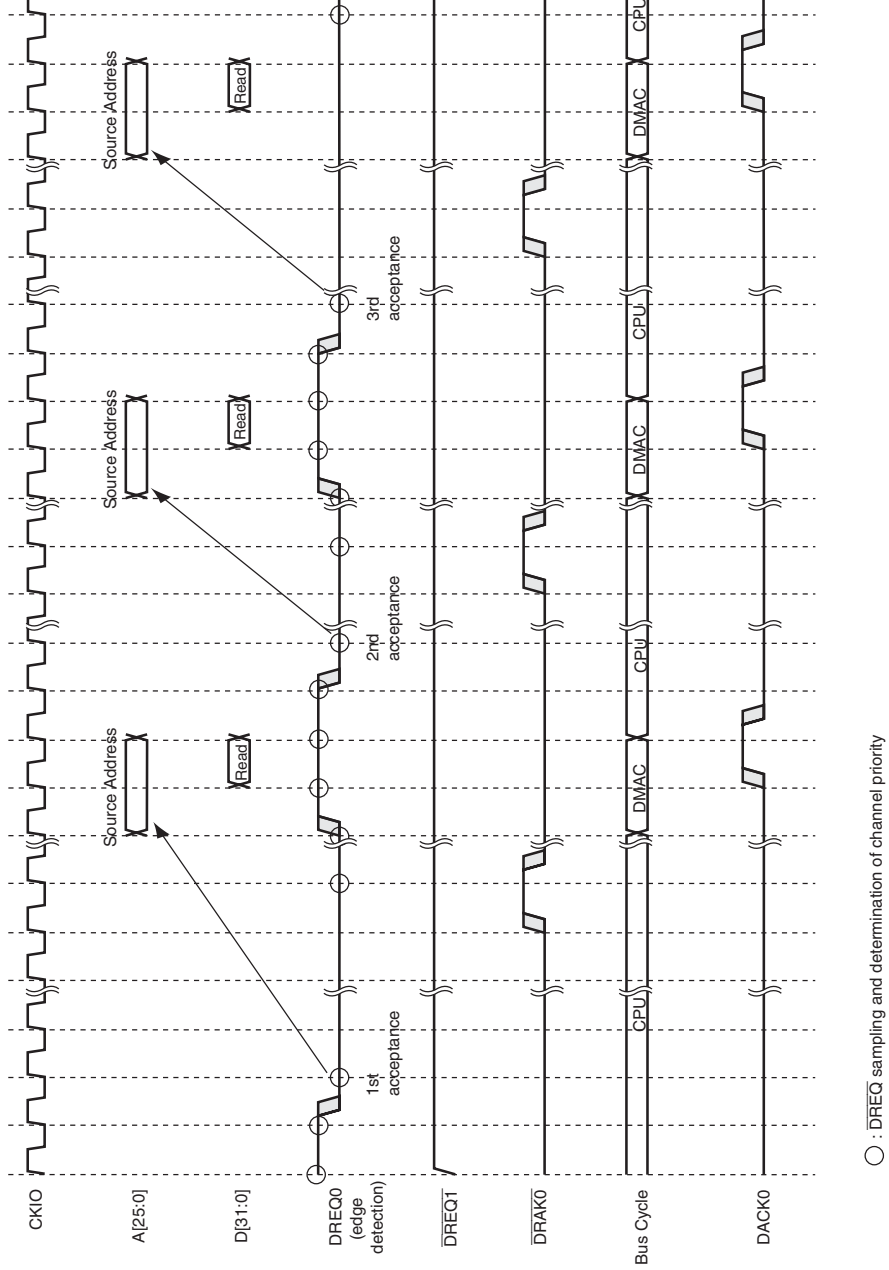 CKIO
A[25:0]
Source Address
Source Address
Source Address
D[31:0]
Read
Read
Read
DREQ0
(edge
detection)
1st
acceptance
2nd
acceptance
3rd
acceptance
DREQ1
DRAK0
Bus Cycle
CPU
DMAC
CPU
DMAC
CPU
DMAC
CPU
DACK0
: DREQ sampling and determination of channel priority